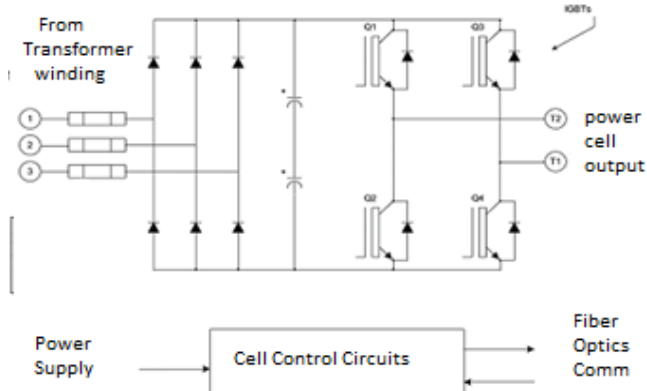 IGBTs
From
Transformer
winding
Q1
Q3
1
2
3
T2
T1
power
cell
output
Q2
Q4
Power
Supply
Cell Control Circuits
Fiber
Optics
Comm